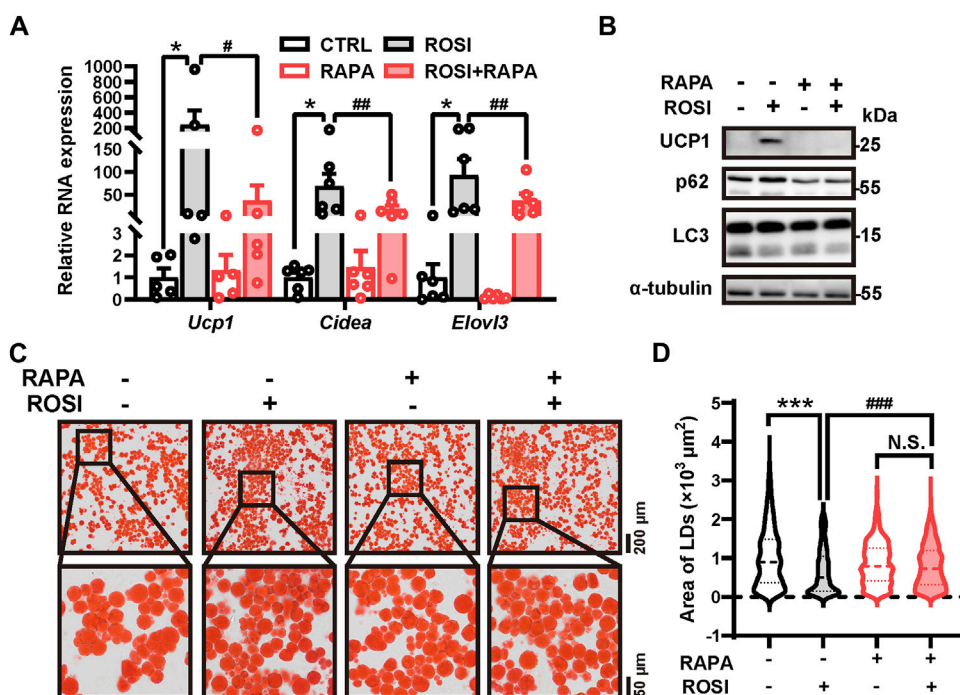 A
CTRL
ROSI
RAPA
ROSI+RAPA
Relative RNA expression
1000
800
600
400
200
150
100
50
3
2
1
0
*
#
*
##
*
##
Ucp1
Cidea
Elovl3
B
RAPA - - + +
ROSI - + - +
kDa
UCP1
-25
p62
-55
LC3
-15
α-tubulin
-55
C
RAPA - - + +
ROSI - + - +
200 μm
50 μm
D
Area of LDs (×10³ μm²)
5
4
3
2
1
0
-1
***
###
N.S.
RAPA - - + +
ROSI - + - +